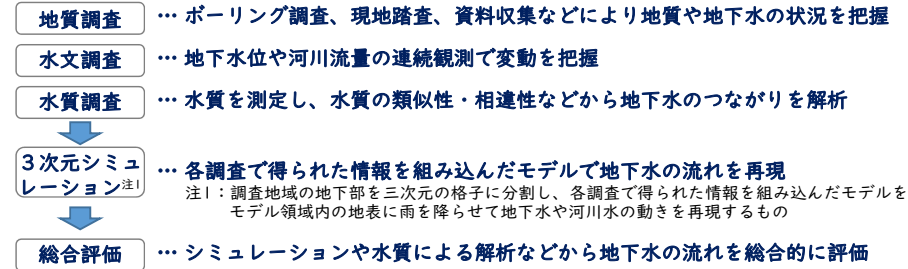 地質調査 … ボーリング調査、現地踏査、資料収集などにより地質や地下水の状況を把握
水文調査 … 地下水位や河川流量の連続観測で変動を把握
水質調査 … 水質を測定し、水質の類似性・相違性などから地下水のつながりを解析
3次元シミュ
レーション注1
… 各調査で得られた情報を組み込んだモデルで地下水の流れを再現
注1：調査地域の地下部を三次元の格子に分割し、各調査で得られた情報を組み込んだモデルを
モデル領域内の地表に雨を降らせて地下水や河川水の動きを再現するもの
総合評価 … シミュレーションや水質による解析などから地下水の流れを総合的に評価